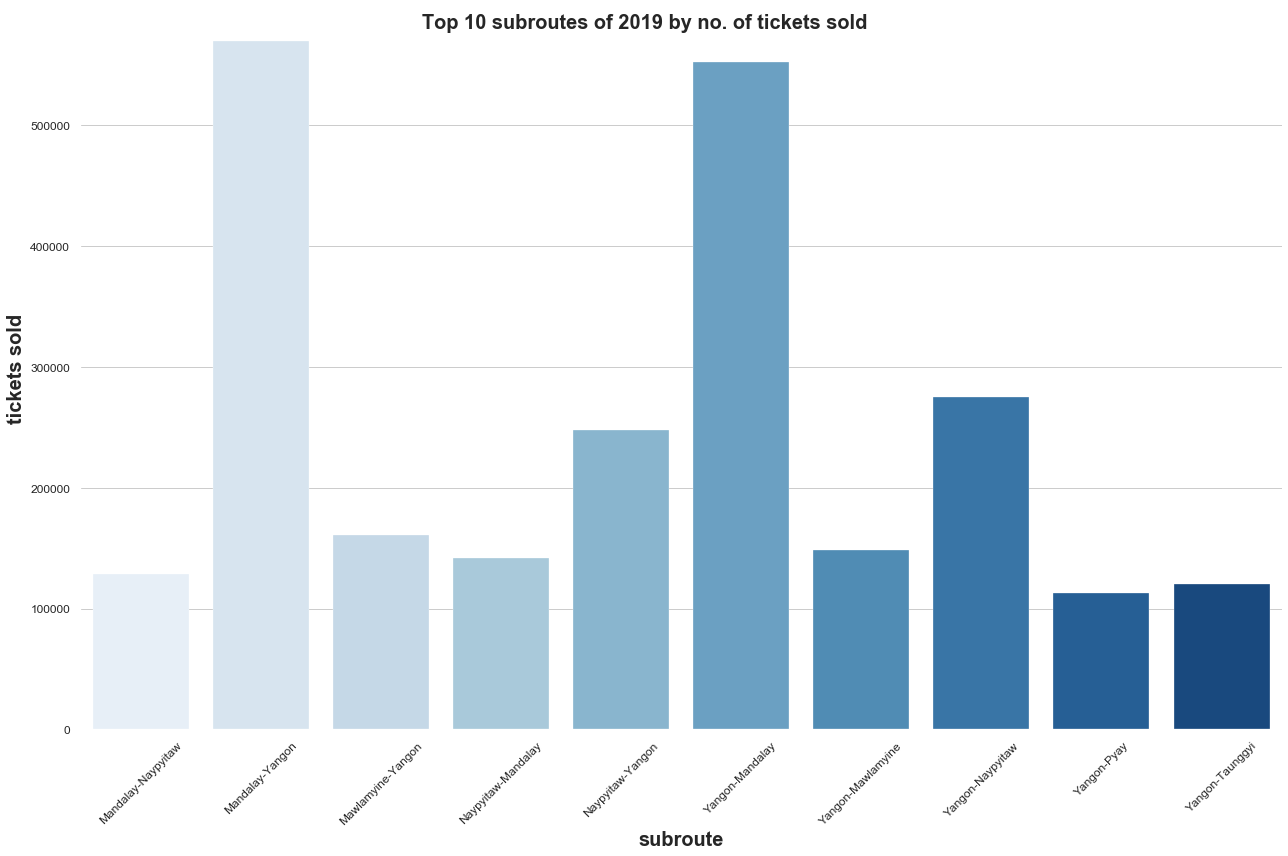 Top 10 subroutes of 2019 by no. of tickets sold
tickets sold
500000
400000
300000
200000
100000
0
Mandalay-Naypyitaw
Mandalay-Yangon
Mawlamyine-Yangon
Naypyitaw-Mandalay
Naypyitaw-Yangon
Yangon-Mandalay
Yangon-Mawlamyine
Yangon-Naypyitaw
Yangon-Pyay
Yangon-Taunggyi
subroute